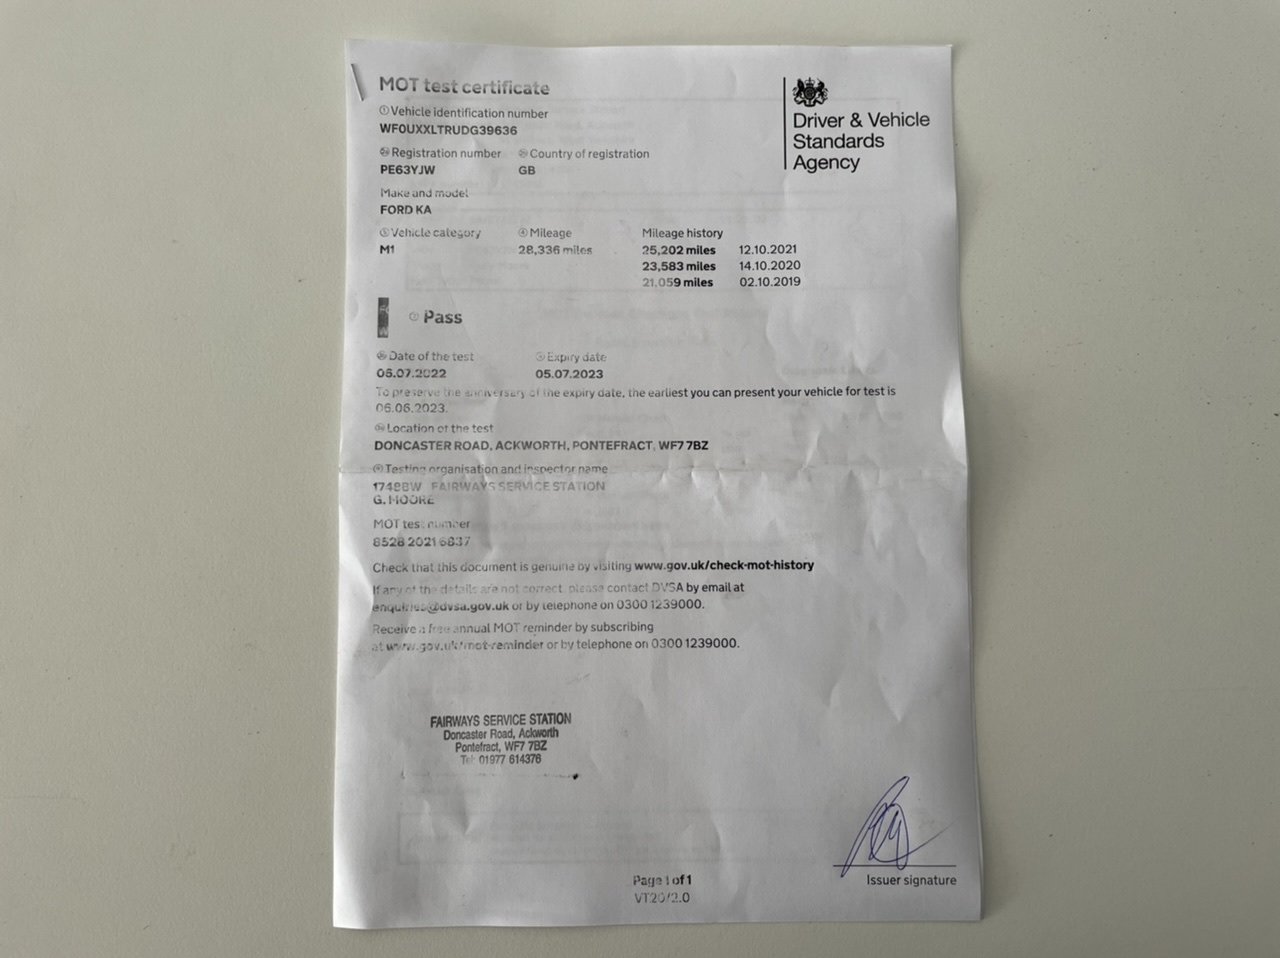 MOT test certificate
Driver & Vehicle
Standards
Agency
① Vehicle identification number
WF0UXXLTRUDG39636
Registration number Country of registration
PE63YJW GB
Make and model
FORD KA
⑤ Vehicle category ④ Mileage Mileage history
M1 28,336 miles 25,202 miles 12.10.2021
23,583 miles 14.10.2020
21,059 miles 02.10.2019
Pass
Date of the test Expiry date
06.07.2022 05.07.2023
To preserve the anniversary of the expiry date, the earliest you can present your vehicle for test is
06.06.2023.
Location of the test
DONCASTER ROAD, ACKWORTH, PONTEFRACT, WF7 7BZ
Testing organisation and inspector name
FAIRWAYS SERVICE STATION
G. MOORE
MOT test number
8528 2021 6837
Check that this document is genuine by visiting www.gov.uk/check-mot-history
If any of the details are not correct, please contact DVSA by email at
enquiries@dvsa.gov.uk or by telephone on 0300 1239000.
Receive a free annual MOT reminder by subscribing
at www.gov.uk/mot-reminder or by telephone on 0300 1239000.
FAIRWAYS SERVICE STATION
Doncaster Road, Ackworth
Pontefract, WF7 7BZ
Tel: 01977 614376
Issuer signature
Page 1 of 1
VT20/2.0